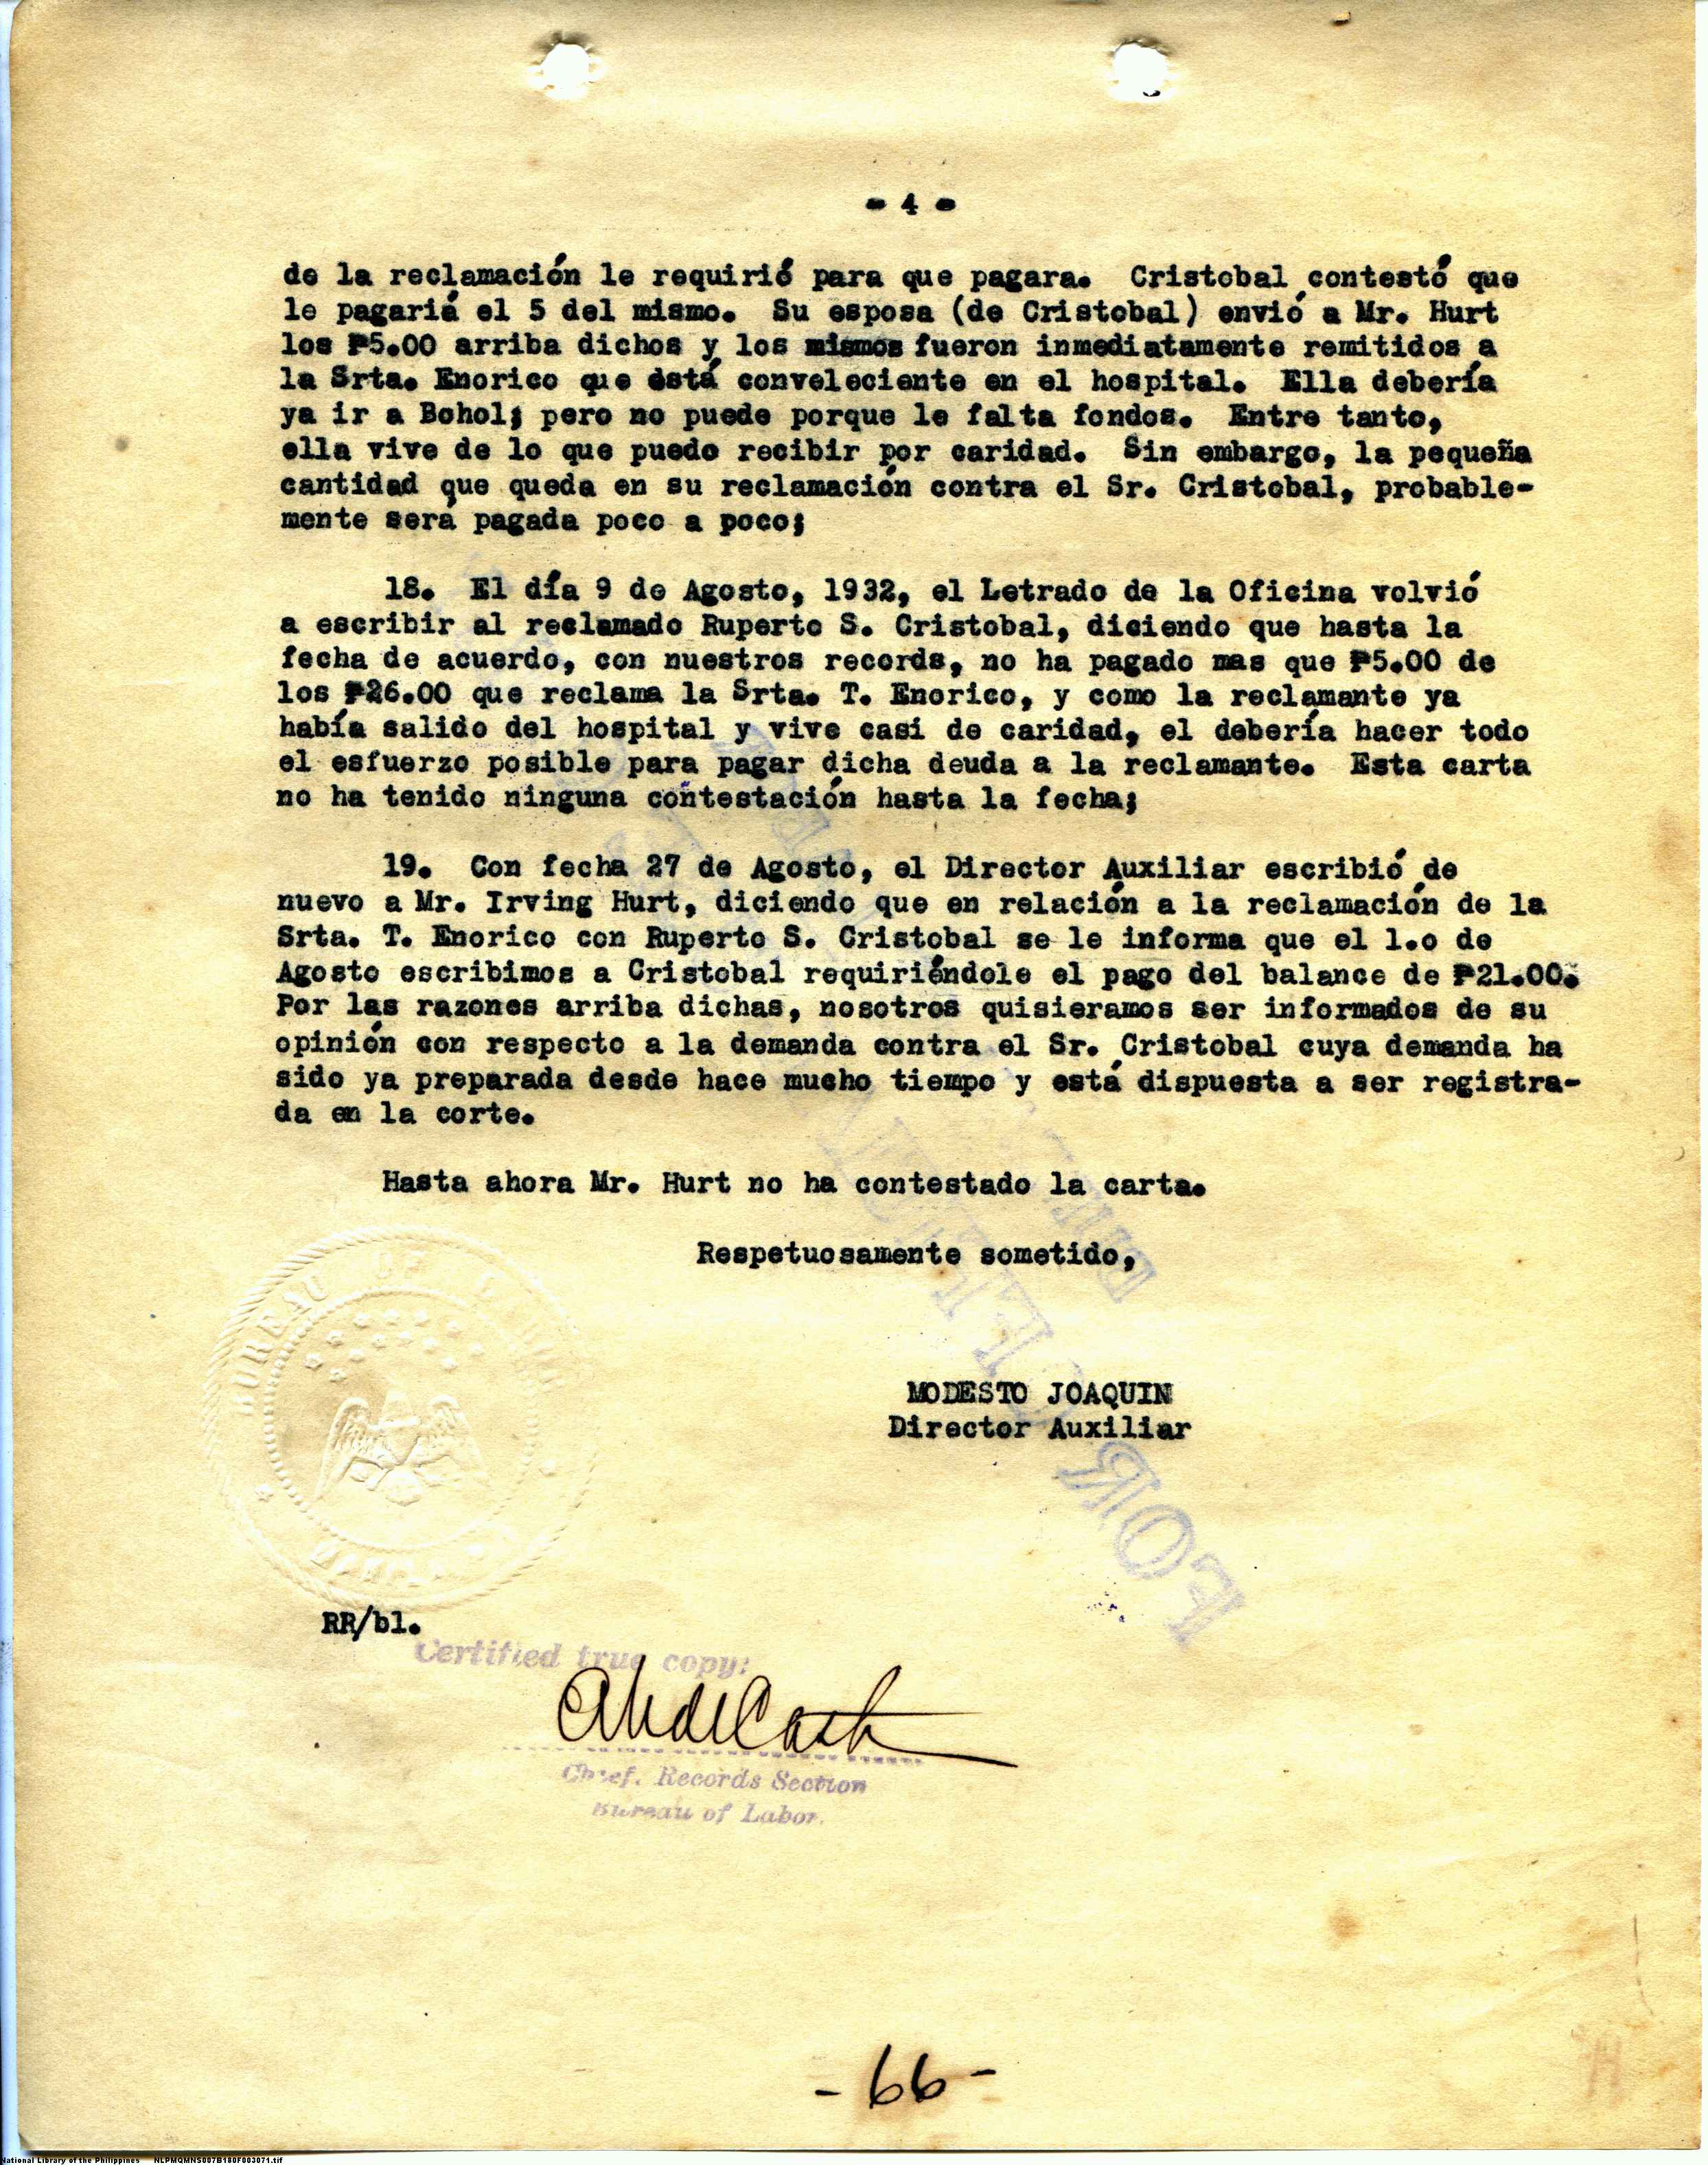 - 4 -
de la reclamación le requirió para que pagara. Cristobal contestó que
le pagariá el 5 del mismo. Su esposa (de Cristobal) envió a Mr. Hurt
los ₱5.00 arriba dichos y los mismos fueron inmediatamente remitidos a
la Srta. Enorico que está conveleciente en el hospital. Ella debería
ya ir a Bohol; pero no puede porque le falta fondos. Entre tanto,
ella vive de lo que puedo recibir por caridad. Sin embargo, la pequeña
cantidad que queda en su reclamación contra el Sr. Cristobal, probable-
mente será pagada poco a poco;
18. El día 9 de Agosto, 1932, el Letrado de la Oficina volvió
a escribir al reclamado Ruperto S. Cristobal, diciendo que hasta la
fecha de acuerdo, con nuestros records, no ha pagado mas que ₱5.00 de
los ₱26.00 que reclama la Srta. T. Enorico, y como la reclamante ya
había salido del hospital y vive casi de caridad, el debería hacer todo
el esfuerzo posible para pagar dicha deuda a la reclamante. Esta carta
no ha tenido ninguna contestación hasta la fecha;
19. Con fecha 27 de Agosto, el Director Auxiliar escribió de
nuevo a Mr. Irving Hurt, diciendo que en relación a la reclamación de la
Srta. T. Enorico con Ruperto S. Cristobal se le informa que el 1.o de
Agosto escribimos a Cristobal requiriéndole el pago del balance de ₱21.00.
Por las razones arriba dichas, nosotros quisieramos ser informados de su
opinión con respecto a la demanda contra el Sr. Cristobal cuya demanda ha
sido ya preparada desde hace mucho tiempo y está dispuesta a ser registra-
da en la corte.
Hasta ahora Mr. Hurt no ha contestado la carta.
Respetuosamente sometido,
MODESTO JOAQUIN
Director Auxiliar
BUREAU OF
FOR
RR/bl.
Certified true copy:
Chief. Records Section
Bureau of Labor.
- 66 -
National Library of the Philippines NLPMQMNS007B180F003071.tif